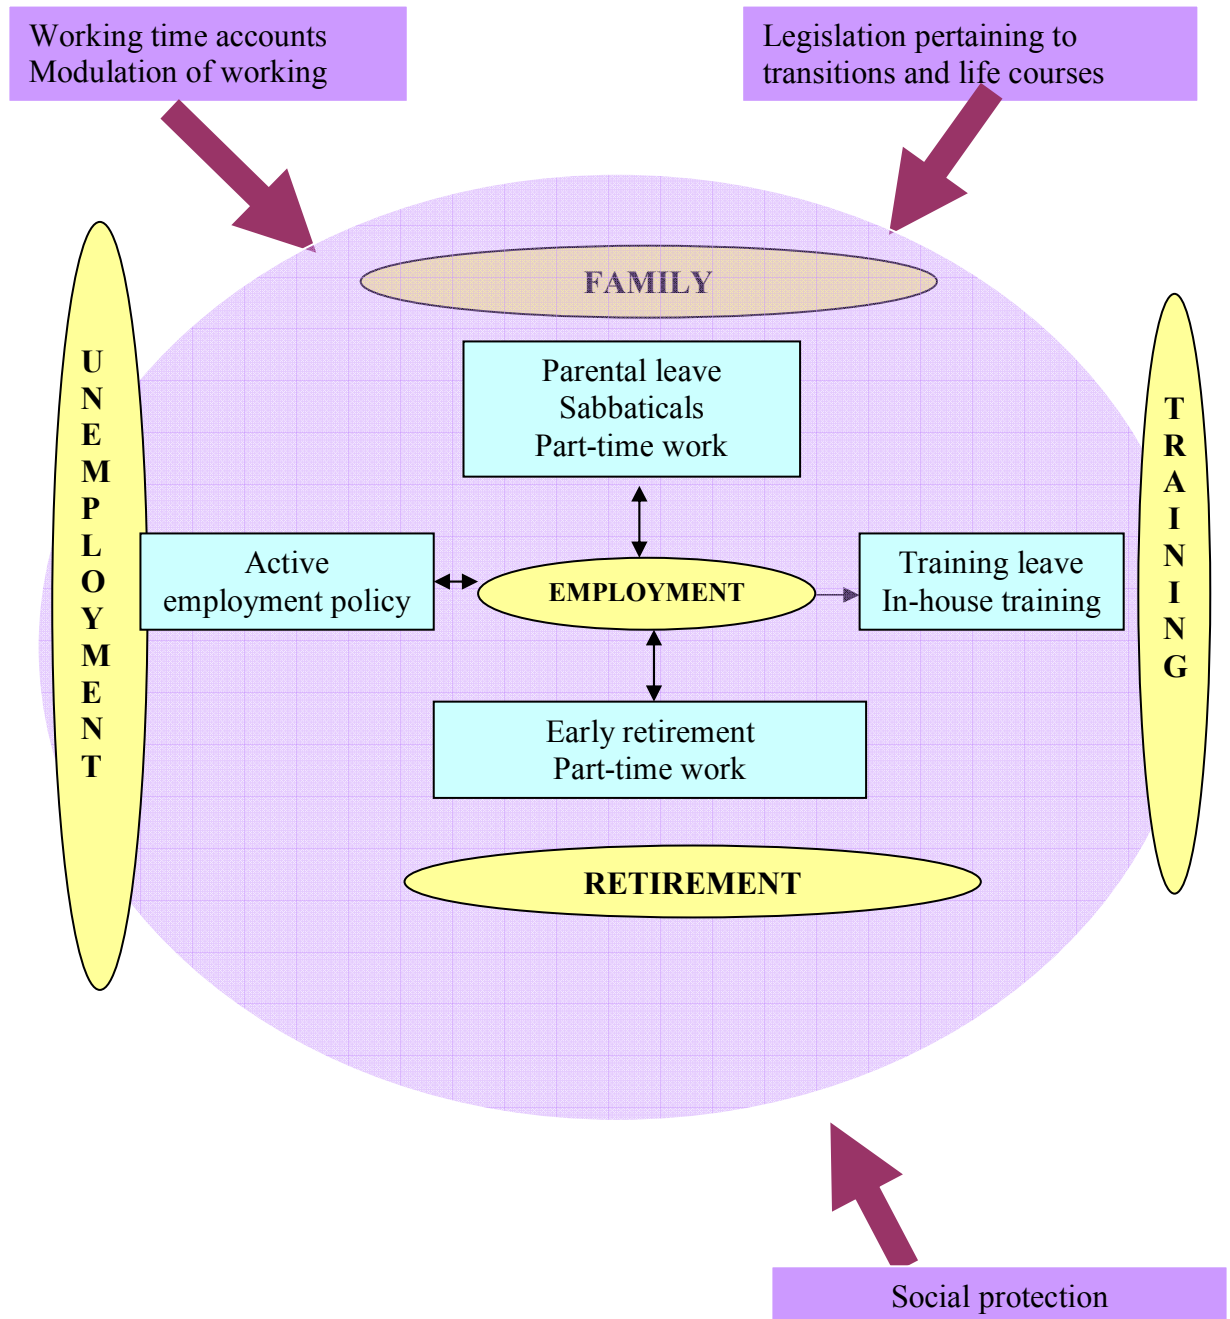 Working time accounts
Modulation of working
Legislation pertaining to
transitions and life courses
FAMILY
Parental leave
Sabbaticals
Part-time work
UNEMPLOYMENT
TRAINING
Active
employment policy
EMPLOYMENT
Training leave
In-house training
Early retirement
Part-time work
RETIREMENT
Social protection